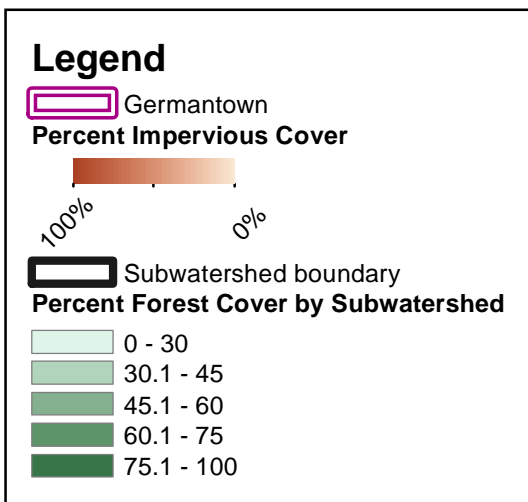 Legend
Germantown
Percent Impervious Cover
100% 0%
Subwatershed boundary
Percent Forest Cover by Subwatershed
0 - 30
30.1 - 45
45.1 - 60
60.1 - 75
75.1 - 100